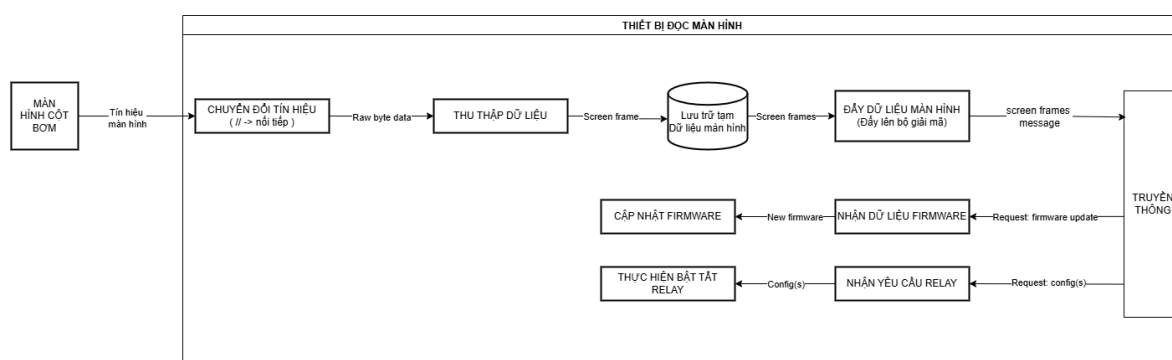 THIẾT BỊ ĐỌC MÀN HÌNH
MÀN
HÌNH CỘT
BƠM
Tín hiệu
màn hình
CHUYỂN ĐỔI TÍN HIỆU
( // -> nối tiếp )
Raw byte data
THU THẬP DỮ LIỆU
Screen frame
Lưu trữ tạm
Dữ liệu màn hình
Screen frames
ĐẨY DỮ LIỆU MÀN HÌNH
(Đẩy lên bộ giải mã)
screen frames
message
TRUYỀN
THÔNG
CẬP NHẬT FIRMWARE
New firmware
NHẬN DỮ LIỆU FIRMWARE
Request: firmware update
THỰC HIỆN BẬT TẮT
RELAY
Config(s)
NHẬN YÊU CẦU RELAY
Request: config(s)